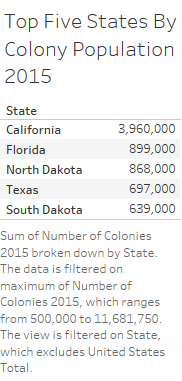 Top Five States By
Colony Population
2015
State
California 3,960,000
Florida 899,000
North Dakota 868,000
Texas 697,000
South Dakota 639,000
Sum of Number of Colonies
2015 broken down by State.
The data is filtered on
maximum of Number of
Colonies 2015, which ranges
from 500,000 to 11,681,750.
The view is filtered on State,
which excludes United States
Total.